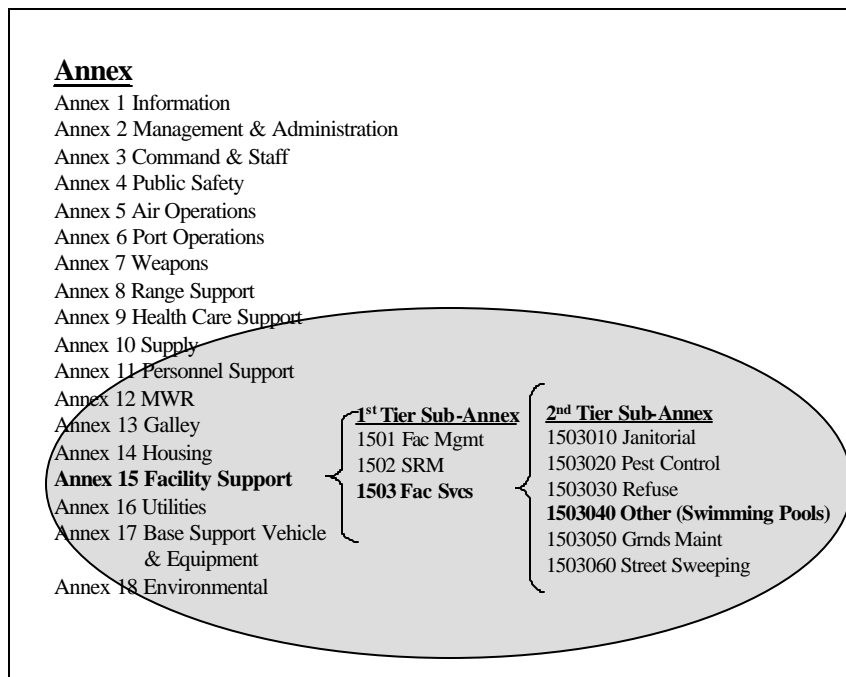 Annex
Annex 1 Information
Annex 2 Management & Administration
Annex 3 Command & Staff
Annex 4 Public Safety
Annex 5 Air Operations
Annex 6 Port Operations
Annex 7 Weapons
Annex 8 Range Support
Annex 9 Health Care Support
Annex 10 Supply
Annex 11 Personnel Support
Annex 12 MWR
Annex 13 Galley
Annex 14 Housing
Annex 15 Facility Support
Annex 16 Utilities
Annex 17 Base Support Vehicle
& Equipment
Annex 18 Environmental
1st Tier Sub-Annex
1501 Fac Mgmt
1502 SRM
1503 Fac Svcs
2nd Tier Sub-Annex
1503010 Janitorial
1503020 Pest Control
1503030 Refuse
1503040 Other (Swimming Pools)
1503050 Grnds Maint
1503060 Street Sweeping